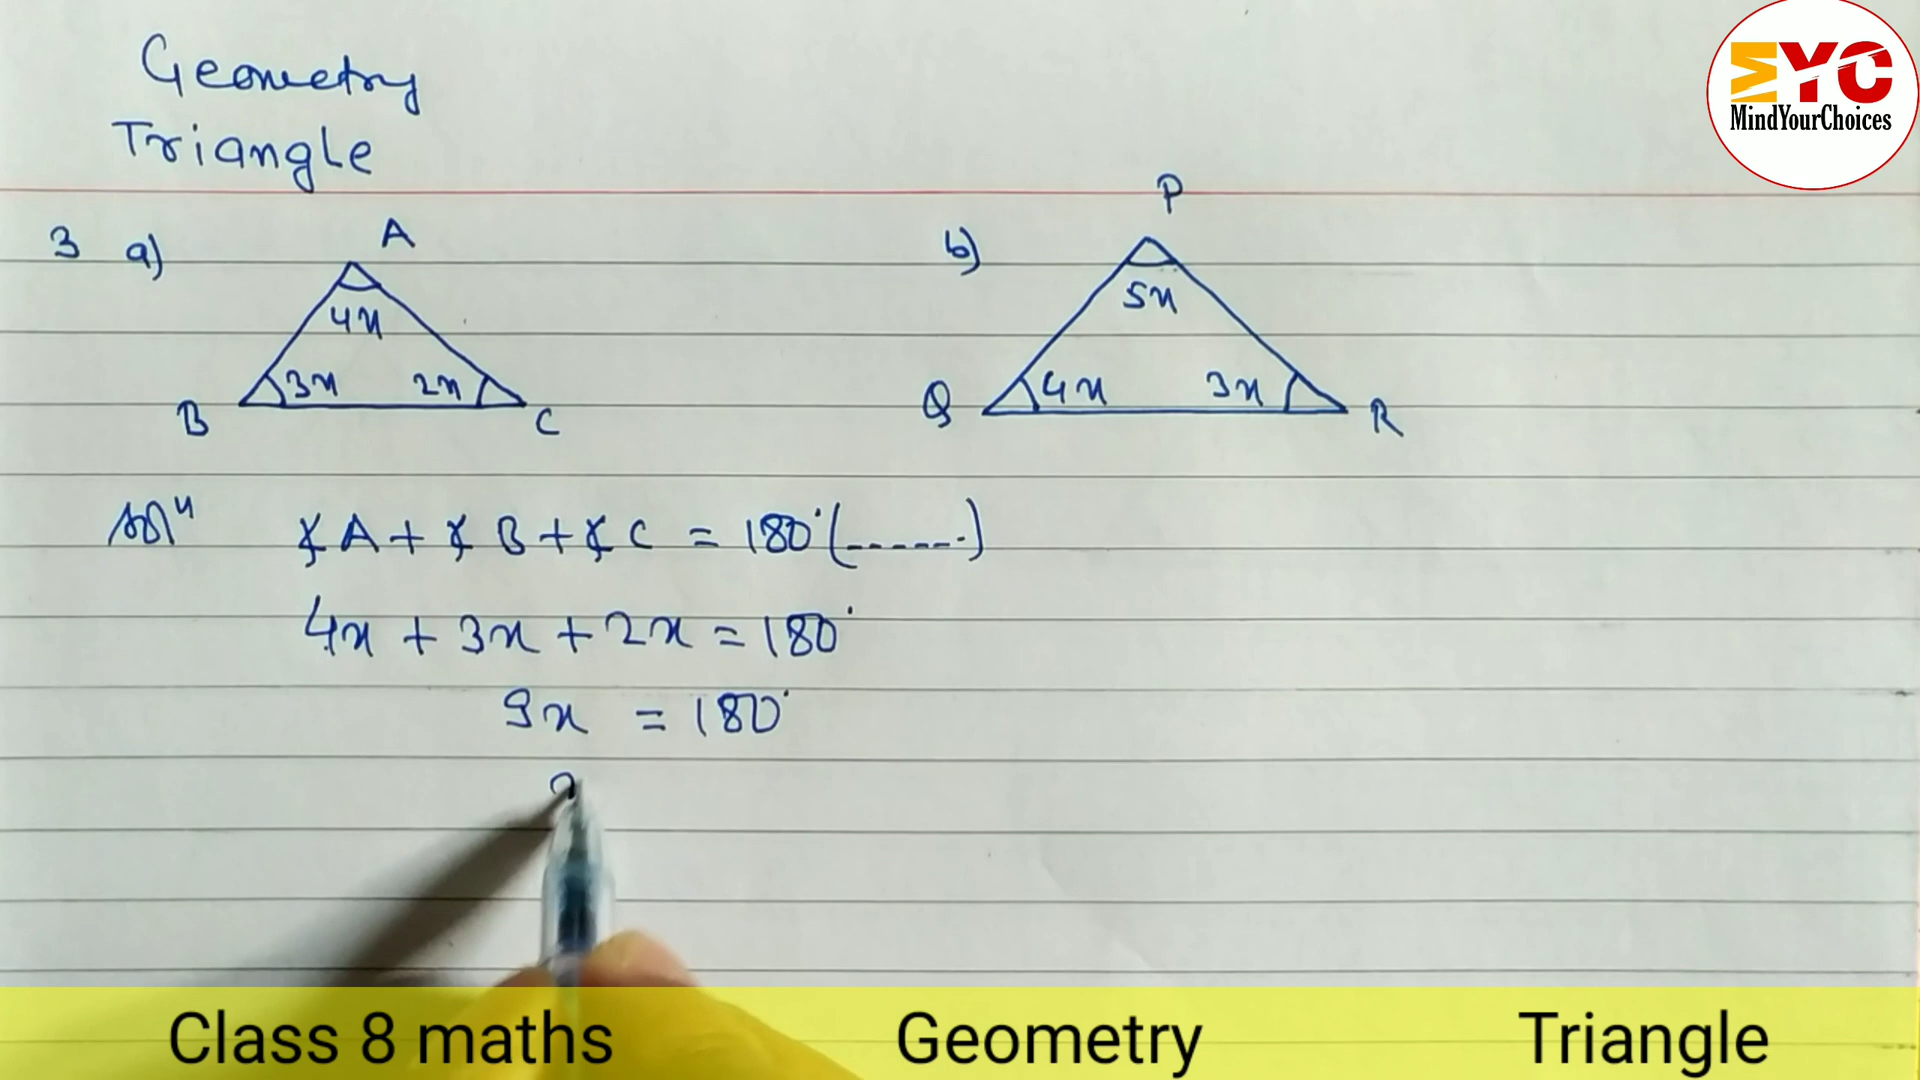 Geometry
Triangle
MYC
MindYourChoices
3 a)
A
4x
3x 2x
B C
b)
P
5x
4x 3x
Q R
Solⁿ ∢A + ∢B + ∢C = 180°(------)
4x + 3x + 2x = 180°
9x = 180°
Class 8 maths Geometry Triangle